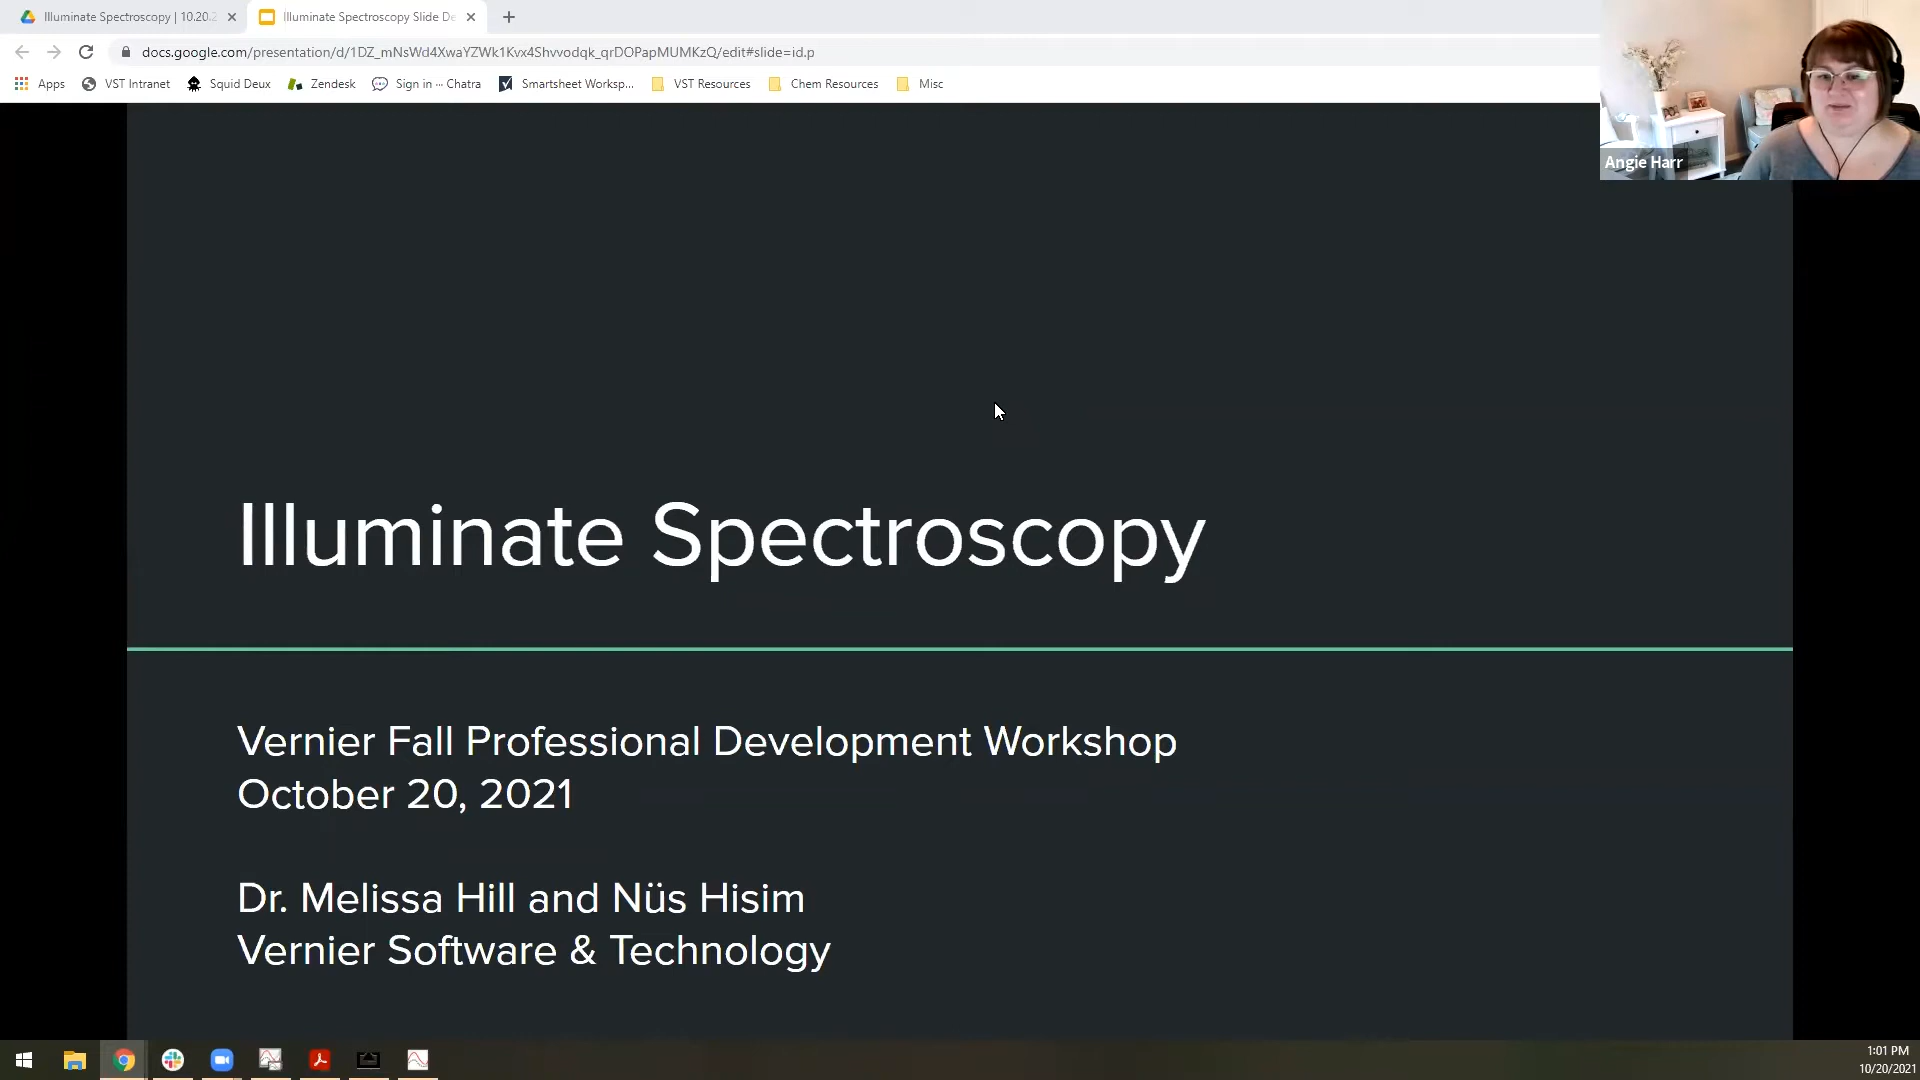 Illuminate Spectroscopy | 10.20.2
Illuminate Spectroscopy Slide De
docs.google.com/presentation/d/1DZ_mNsWd4XwaYZWk1Kvx4Shvvodqk_qrDOPapMUMKzQ/edit#slide=id.p
Apps VST Intranet Squid Deux Zendesk Sign in ··· Chatra Smartsheet Worksp... VST Resources Chem Resources Misc
Angie Harr
Illuminate Spectroscopy
Vernier Fall Professional Development Workshop
October 20, 2021
Dr. Melissa Hill and Nüs Hisim
Vernier Software & Technology
1:01 PM
10/20/2021